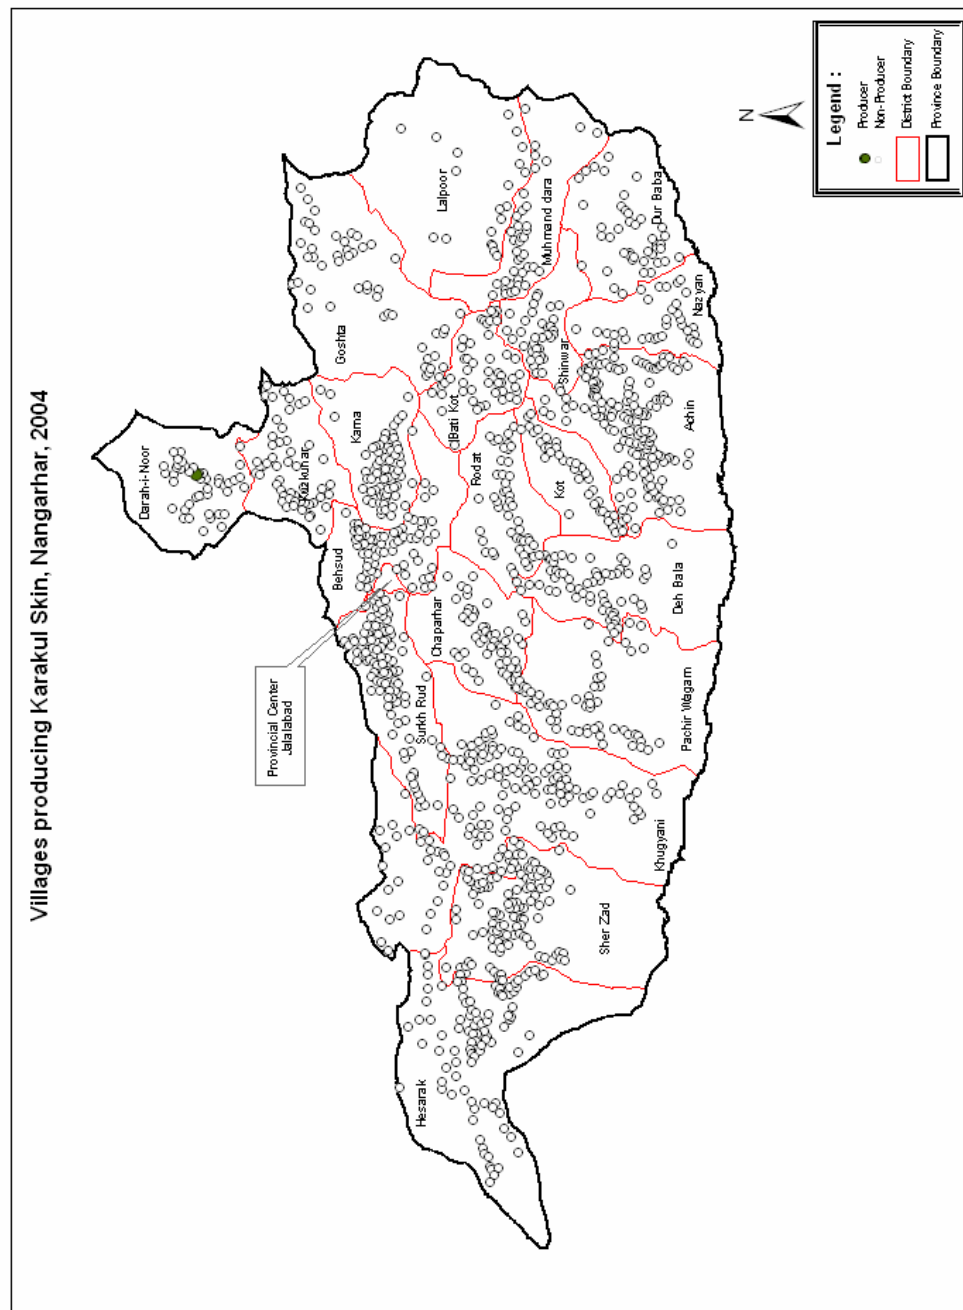 Villages producing Karakul Skin, Nangarhar, 2004
Darah-i-Noor
Kuzkunar
Behsud
Kama
Goshta
Lalpoor
Provincial Center
Jalalabad
Surkh Rud
Chaparhar
Rodat
Bati Kot
Muhmand dara
Shinwar
Dur Baba
Nazyan
Achin
Kot
Deh Bala
Pachir Wagam
Khugyani
Sher Zad
Hesarak
N
Legend :
Producer
Non-Producer
District Boundary
Province Boundary